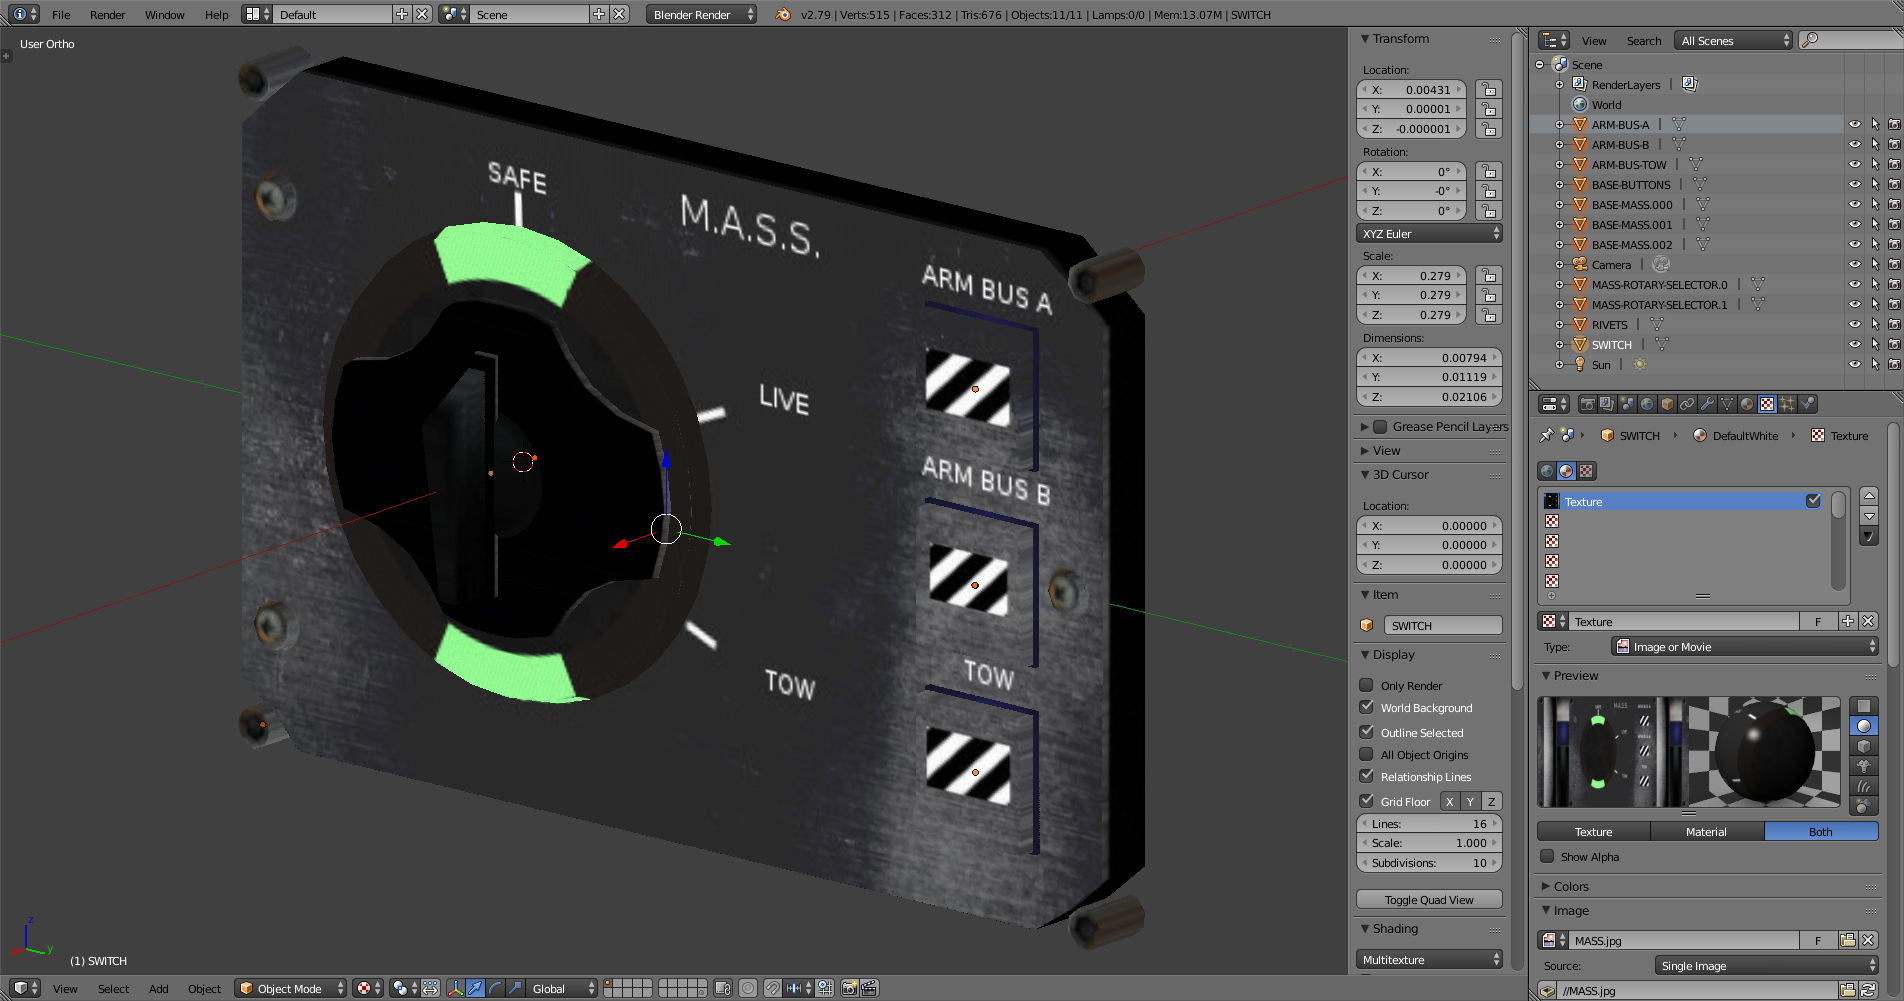 File Render Window Help Default Scene Blender Render v2.79 | Verts:515 | Faces:312 | Tris:676 | Objects:11/11 | Lamps:0/0 | Mem:13.07M | SWITCH
User Ortho
SAFE
M.A.S.S.
ARM BUS A
LIVE
ARM BUS B
TOW
TOW
z
y
(1) SWITCH
View Select Add Object Object Mode Global
Transform
Location:
X: 0.00431
Y: 0.00001
Z: -0.000001
Rotation:
X: 0°
Y: -0°
Z: 0°
XYZ Euler
Scale:
X: 0.279
Y: 0.279
Z: 0.279
Dimensions:
X: 0.00794
Y: 0.01119
Z: 0.02106
Grease Pencil Layers
View
3D Cursor
Location:
X: 0.00000
Y: 0.00000
Z: 0.00000
Item
SWITCH
Display
Only Render
World Background
Outline Selected
All Object Origins
Relationship Lines
Grid Floor X Y Z
Lines: 16
Scale: 1.000
Subdivisions: 10
Toggle Quad View
Shading
Multitexture
View Search All Scenes
Scene
RenderLayers
World
ARM-BUS-A
ARM-BUS-B
ARM-BUS-TOW
BASE-BUTTONS
BASE-MASS.000
BASE-MASS.001
BASE-MASS.002
Camera
MASS-ROTARY-SELECTOR.0
MASS-ROTARY-SELECTOR.1
RIVETS
SWITCH
Sun
SWITCH DefaultWhite Texture
Texture
Texture F
Type: Image or Movie
Preview
Texture Material Both
Show Alpha
Colors
Image
MASS.jpg F
Source: Single Image
//MASS.jpg